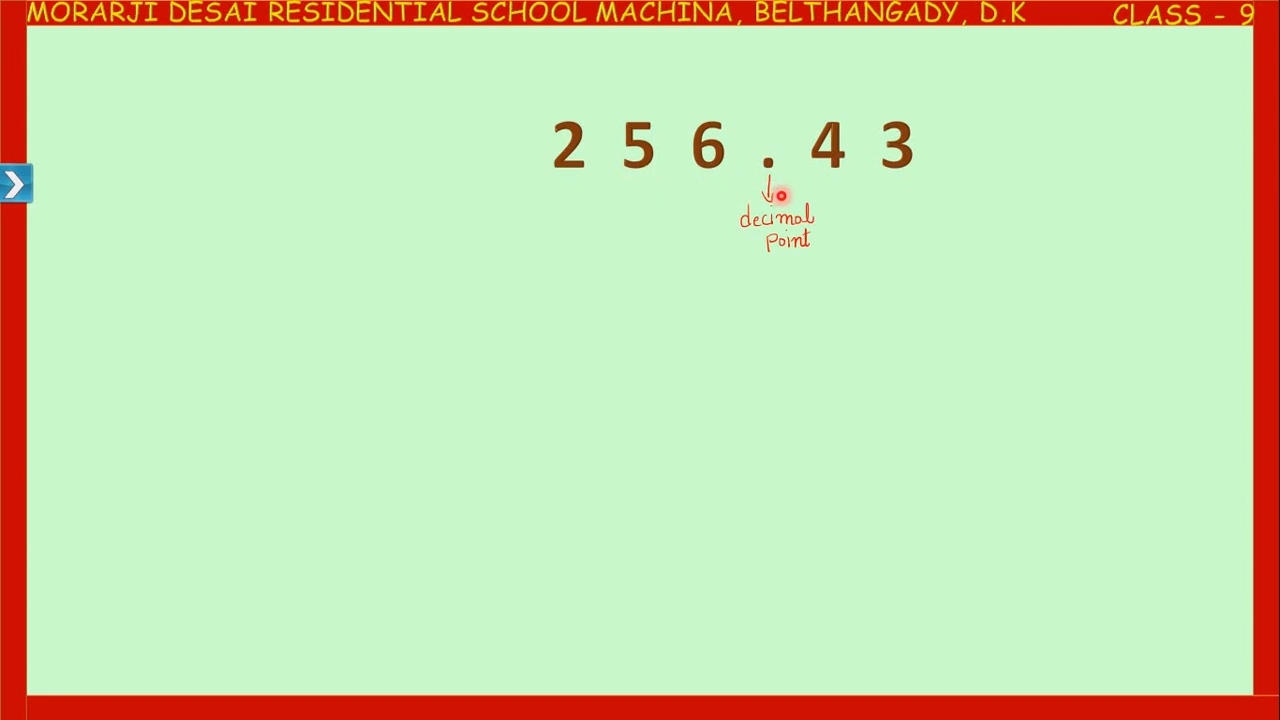 MORARJI DESAI RESIDENTIAL SCHOOL MACHINA, BELTHANGADY, D.K CLASS - 9
2 5 6 . 4 3
decimal
point